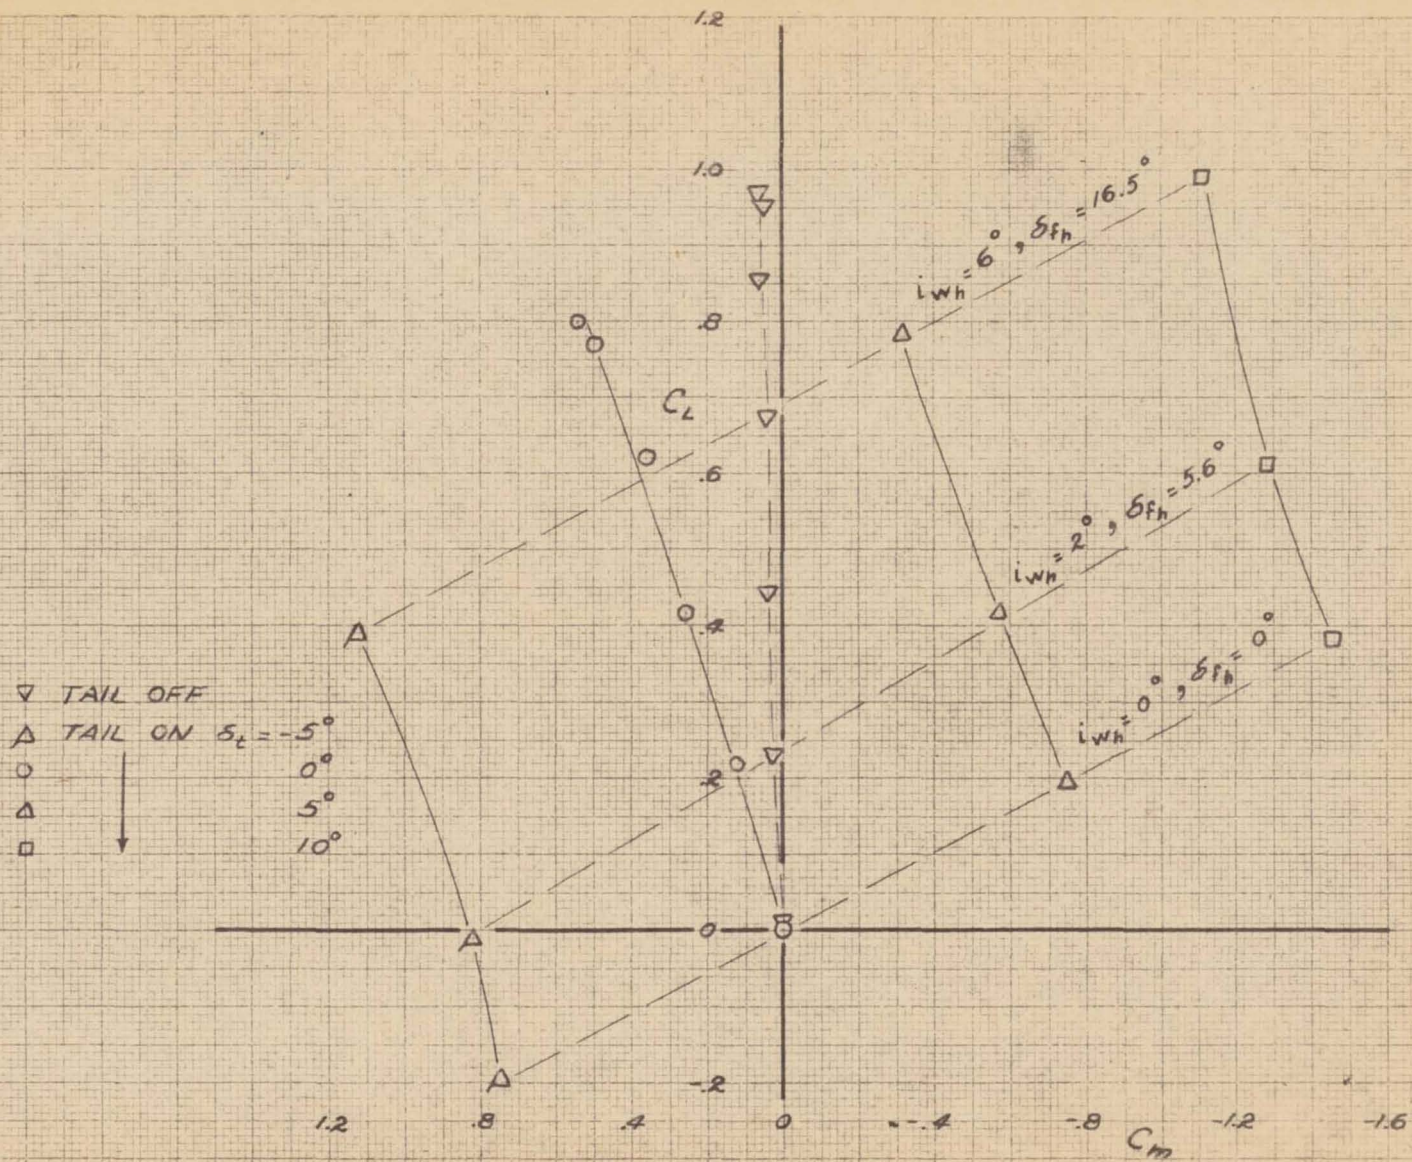 1.2
1.0
.8
.6
.4
.2
0
-.2
C_L
i_wh = 6°, δ_fh = 16.5°
i_wh = 2°, δ_fh = 5.6°
i_wh = 0°, δ_fh = 0°
▽ TAIL OFF
△ TAIL ON δ_t = -5°
○ 0°
△ 5°
□ 10°
1.2 .8 .4 0 -.4 -.8 -1.2 -1.6
C_m